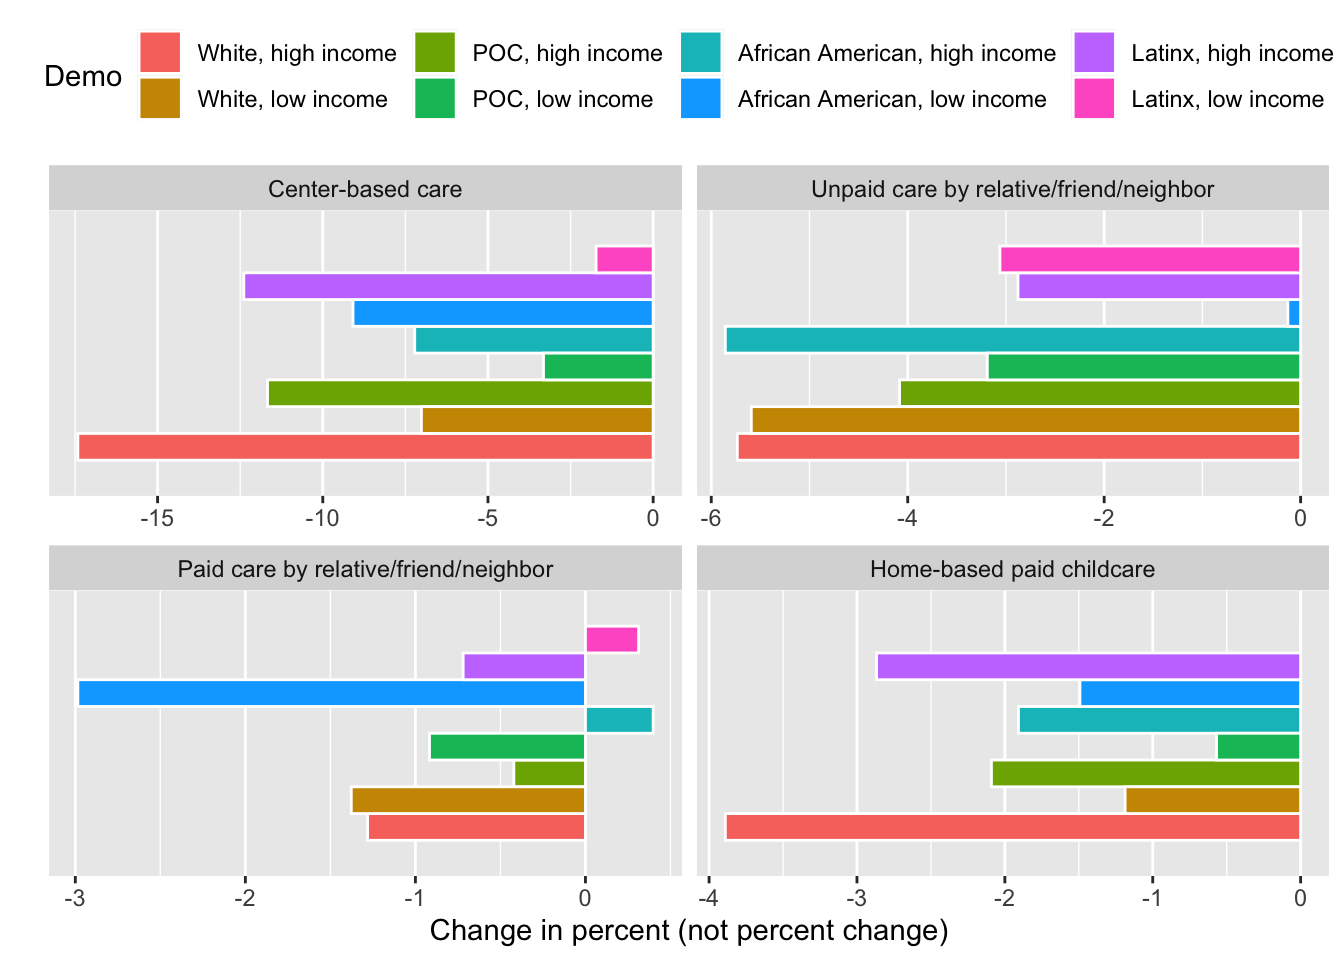 Demo
White, high income
POC, high income
African American, high income
Latinx, high income
White, low income
POC, low income
African American, low income
Latinx, low income
Center-based care
Unpaid care by relative/friend/neighbor
-15 -10 -5 0
-6 -4 -2 0
Paid care by relative/friend/neighbor
Home-based paid childcare
-3 -2 -1 0
-4 -3 -2 -1 0
Change in percent (not percent change)